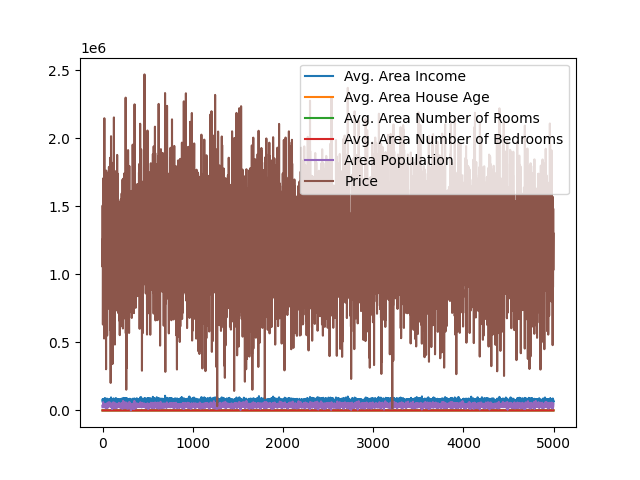 1e6
2.5
2.0
1.5
1.0
0.5
0.0
0 1000 2000 3000 4000 5000
Avg. Area Income
Avg. Area House Age
Avg. Area Number of Rooms
Avg. Area Number of Bedrooms
Area Population
Price